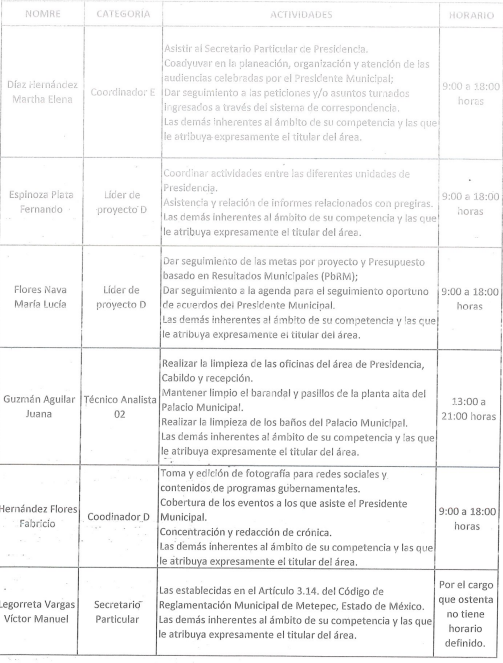 NOMBRE CATEGORÍA ACTIVIDADES HORARIO
Díaz Hernández
Martha Elena
Coordinador E
Asistir al Secretario Particular de Presidencia.
Coadyuvar en la planeación, organización y atención de las
audiencias celebradas por el Presidente Municipal;
Dar seguimiento a las peticiones y/o asuntos turnados
ingresados a través del sistema de correspondencia.
Las demás inherentes al ámbito de su competencia y las que
le atribuya expresamente el titular del área.
9:00 a 18:00
horas
Espinoza Plata
Fernando
Líder de
proyecto D
Coordinar actividades entre las diferentes unidades de
Presidencia.
Asistencia y relación de informes relacionados con pregiras.
Las demás inherentes al ámbito de su competencia y las que
le atribuya expresamente el titular del área.
9:00 a 18:00
horas
Flores Nava
María Lucía
Líder de
proyecto D
Dar seguimiento de las metas por proyecto y Presupuesto
basado en Resultados Municipales (PbRM);
Dar seguimiento a la agenda para el seguimiento oportuno
de acuerdos del Presidente Municipal.
Las demás inherentes al ámbito de su competencia y las que
le atribuya expresamente el titular del área.
9:00 a 18:00
horas
Guzmán Aguilar
Juana
Técnico Analista
02
Realizar la limpieza de las oficinas del área de Presidencia,
Cabildo y recepción.
Mantener limpio el barandal y pasillos de la planta alta del
Palacio Municipal.
Realizar la limpieza de los baños del Palacio Municipal.
Las demás inherentes al ámbito de su competencia y las que
le atribuya expresamente el titular del área.
13:00 a
21:00 horas
Hernández Flores
Fabricio
Coodinador D
Toma y edición de fotografía para redes sociales y
contenidos de programas gubernamentales.
Cobertura de los eventos a los que asiste el Presidente
Municipal.
Concentración y redacción de crónica.
Las demás inherentes al ámbito de su competencia y las que
le atribuya expresamente el titular del área.
9:00 a 18:00
horas
Legorreta Vargas
Víctor Manuel
Secretario
Particular
Las establecidas en el Artículo 3.14. del Código de
Reglamentación Municipal de Metepec, Estado de México.
Las demás inherentes al ámbito de su competencia y las que
le atribuya expresamente el titular del área.
Por el cargo
que ostenta
no tiene
horario
definido.